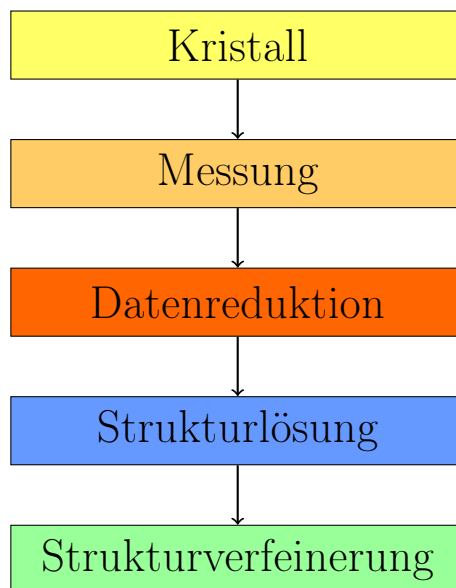 Kristall
Messung
Datenreduktion
Strukturlösung
Strukturverfeinerung